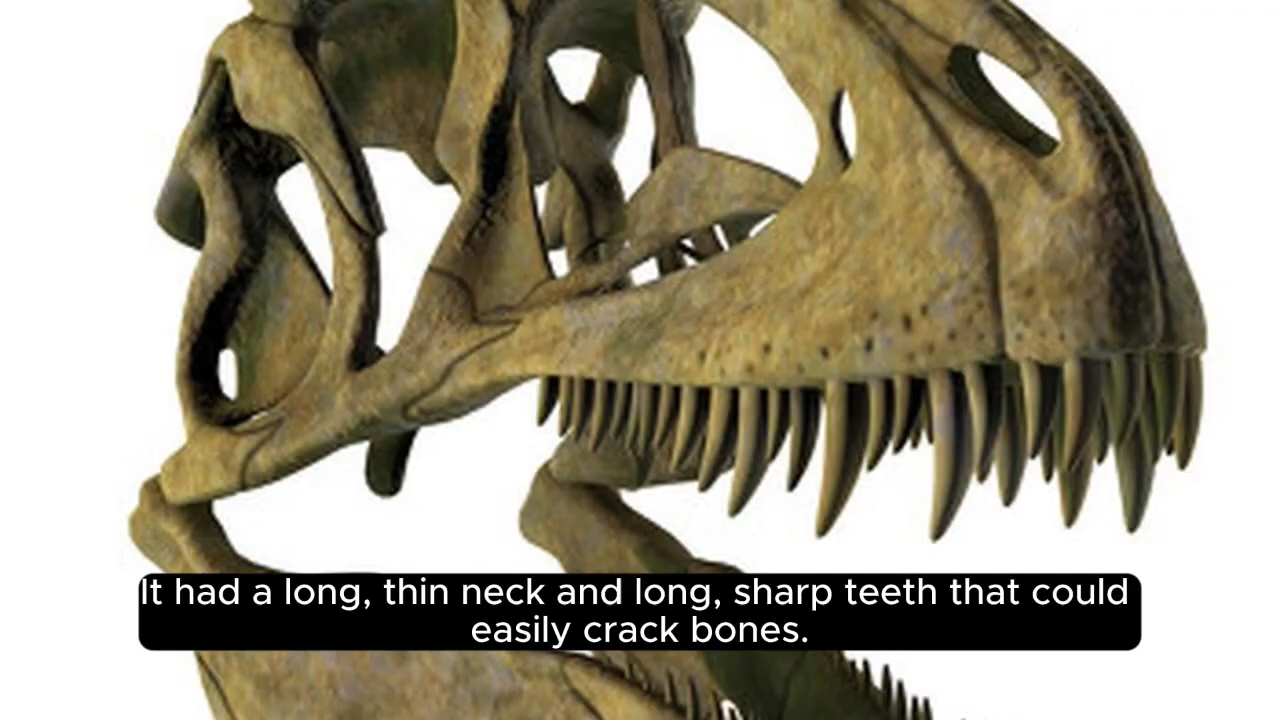 It had a long, thin neck and long, sharp teeth that could
easily crack bones.